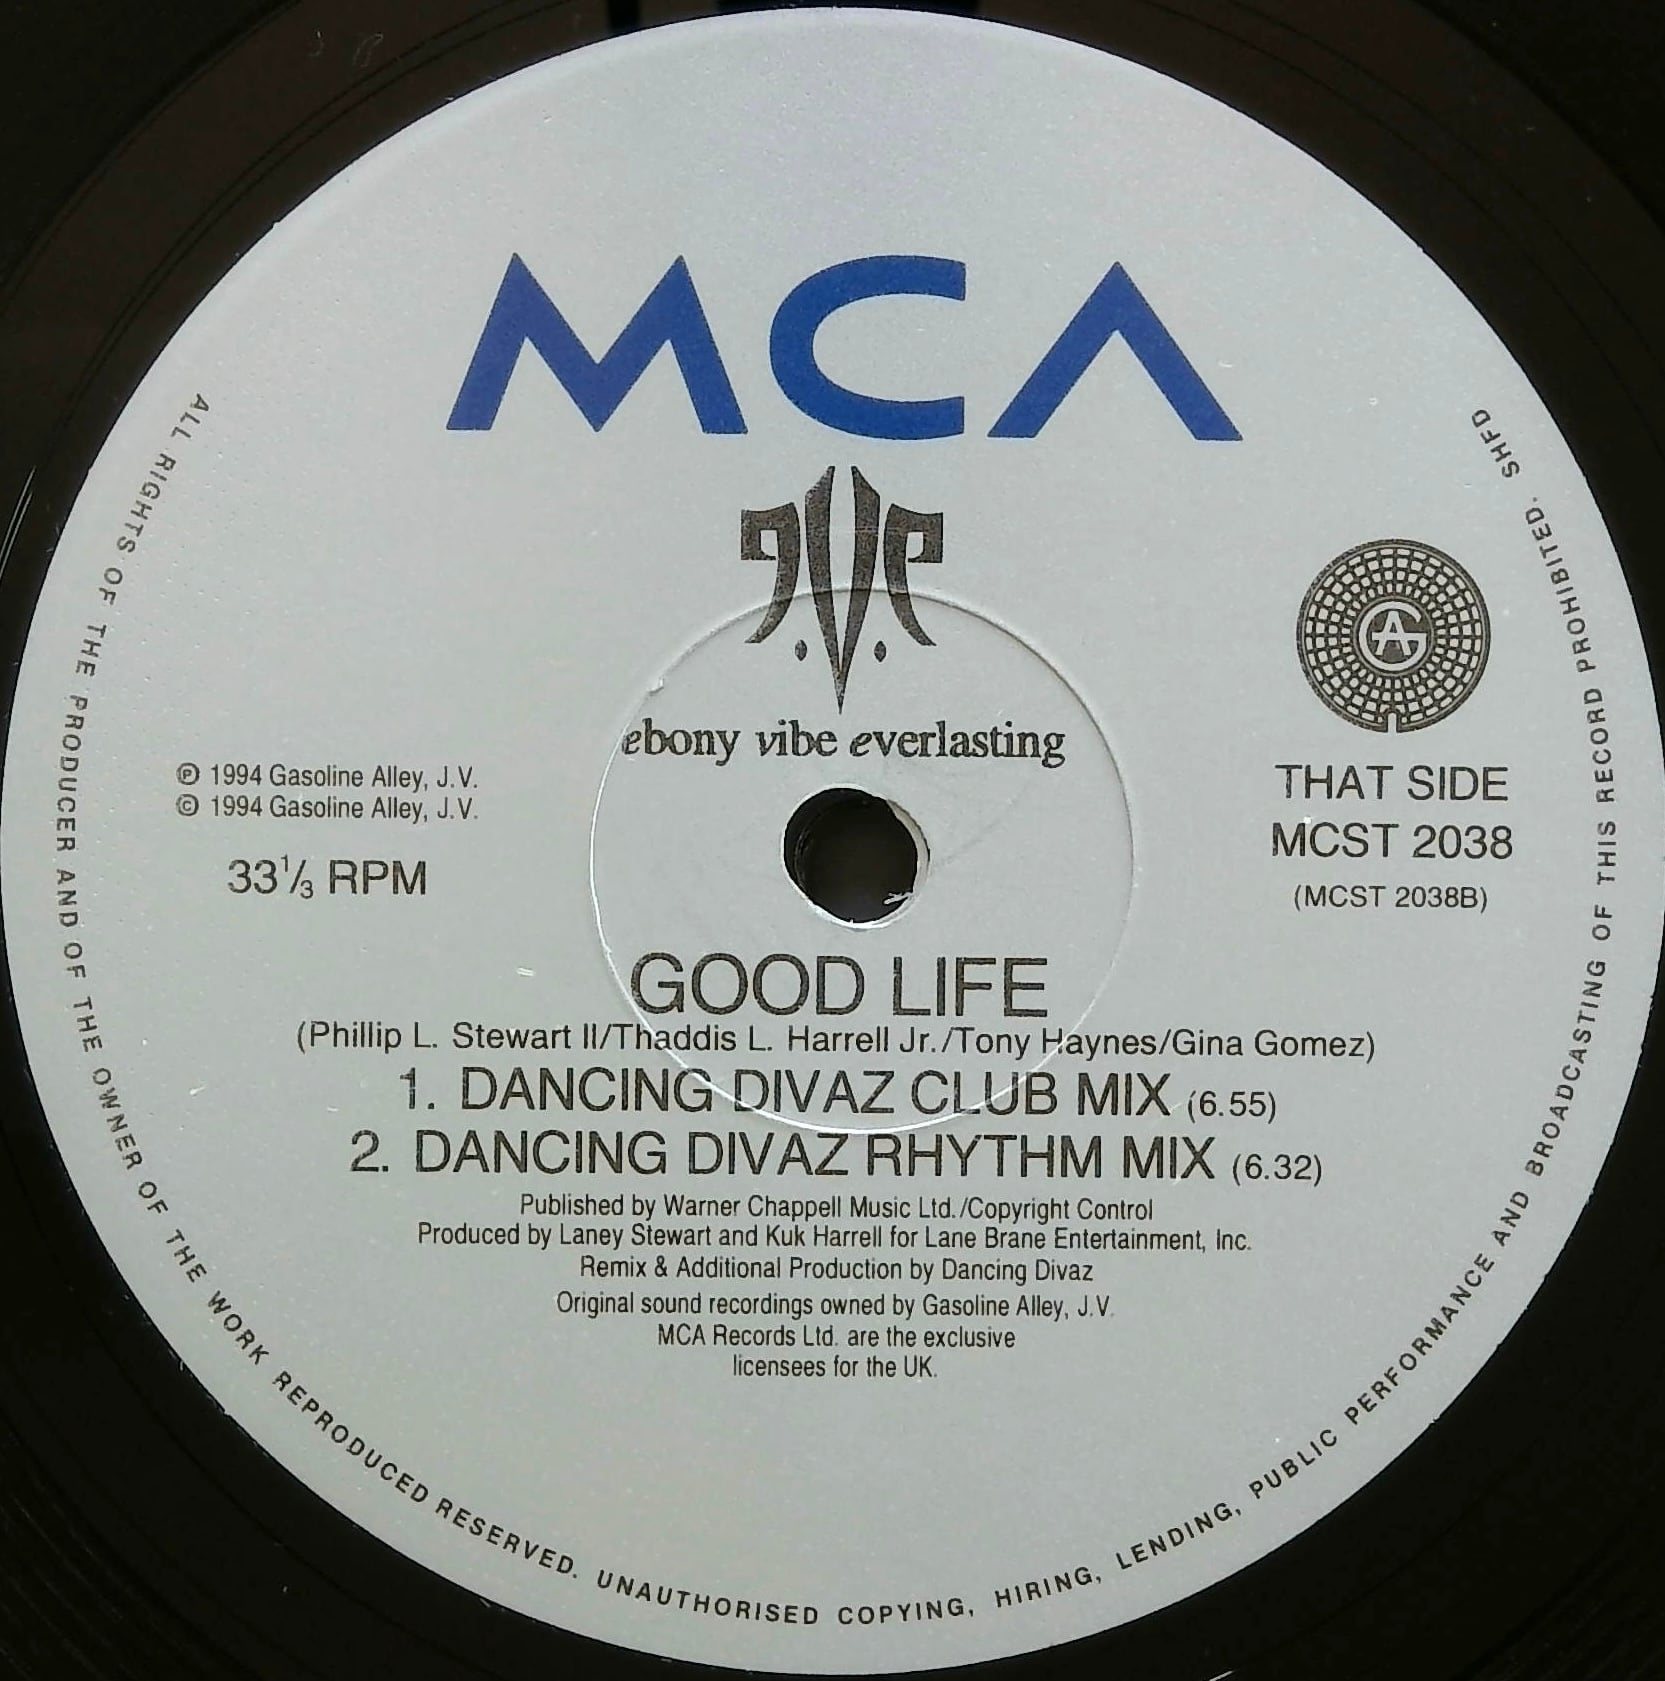 MCA
e.V.e
ebony vibe everlasting
GA
℗ 1994 Gasoline Alley, J.V.
© 1994 Gasoline Alley, J.V.
33⅓ RPM
THAT SIDE
MCST 2038
(MCST 2038B)
GOOD LIFE
(Phillip L. Stewart II/Thaddis L. Harrell Jr./Tony Haynes/Gina Gomez)
1. DANCING DIVAZ CLUB MIX (6.55)
2. DANCING DIVAZ RHYTHM MIX (6.32)
Published by Warner Chappell Music Ltd./Copyright Control
Produced by Laney Stewart and Kuk Harrell for Lane Brane Entertainment, Inc.
Remix & Additional Production by Dancing Divaz
Original sound recordings owned by Gasoline Alley, J.V.
MCA Records Ltd. are the exclusive
licensees for the UK.
ALL RIGHTS OF THE PRODUCER AND OF THE OWNER OF THE WORK REPRODUCED RESERVED. UNAUTHORISED COPYING, HIRING, LENDING, PUBLIC PERFORMANCE AND BROADCASTING OF THIS RECORD PROHIBITED. SHFD